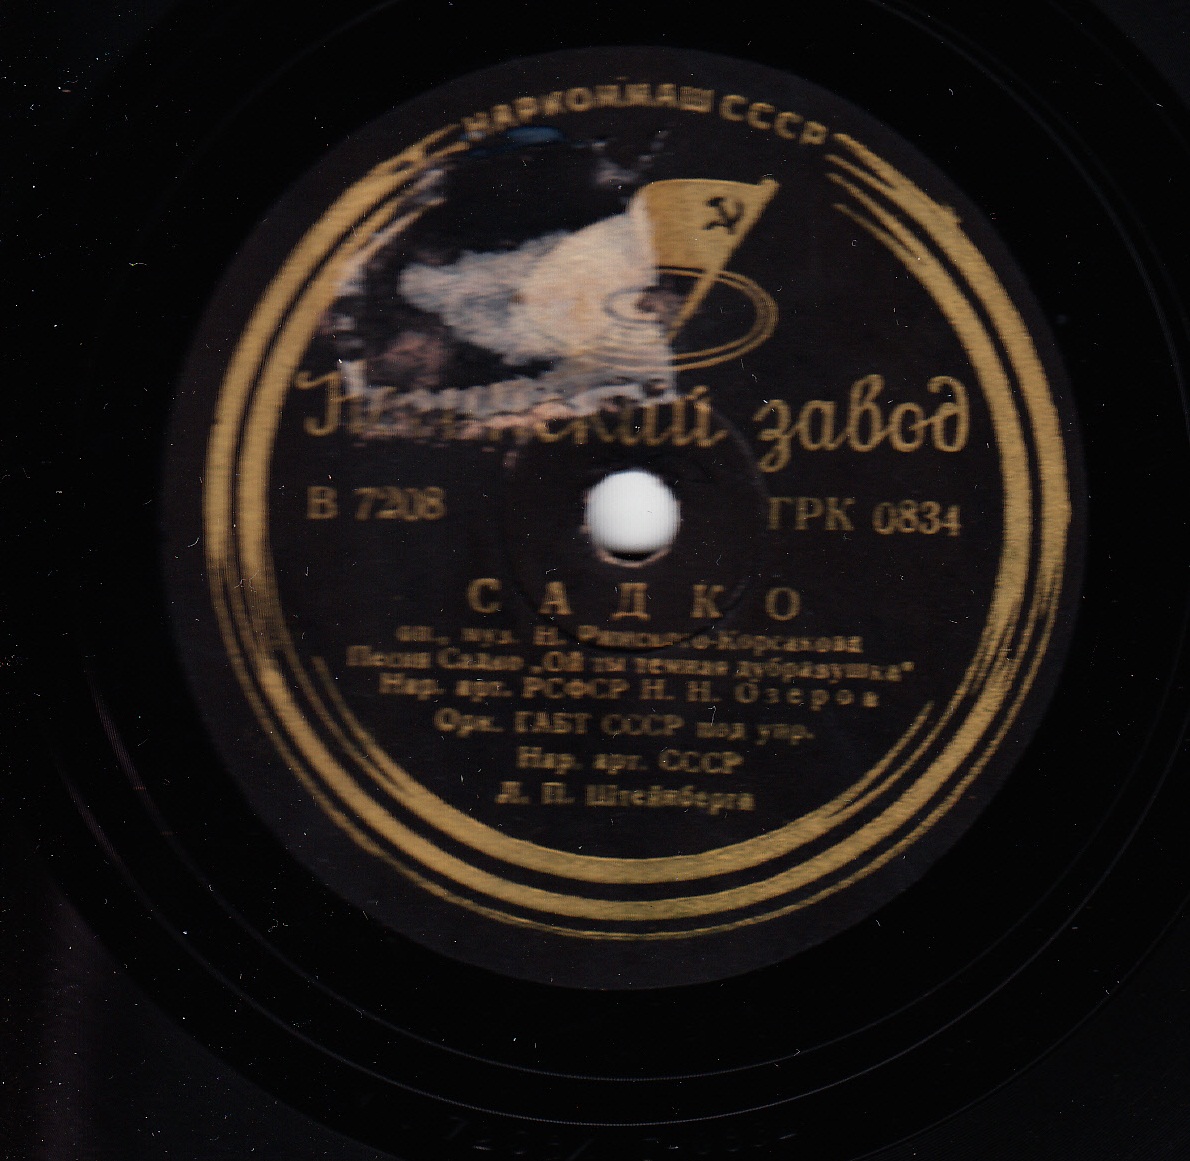 НАРКОММАШ СССР
Ногинский завод
В 7208
ГРК 0834
САДКО
оп., муз. Н. Римского-Корсакова
Песня Садко „Ой ты темная дубравушка“
Нар. арт. РСФСР Н. Н. Озеров
Орк. ГАБТ СССР под упр.
Нар. арт. СССР
Л. П. Штейнберга